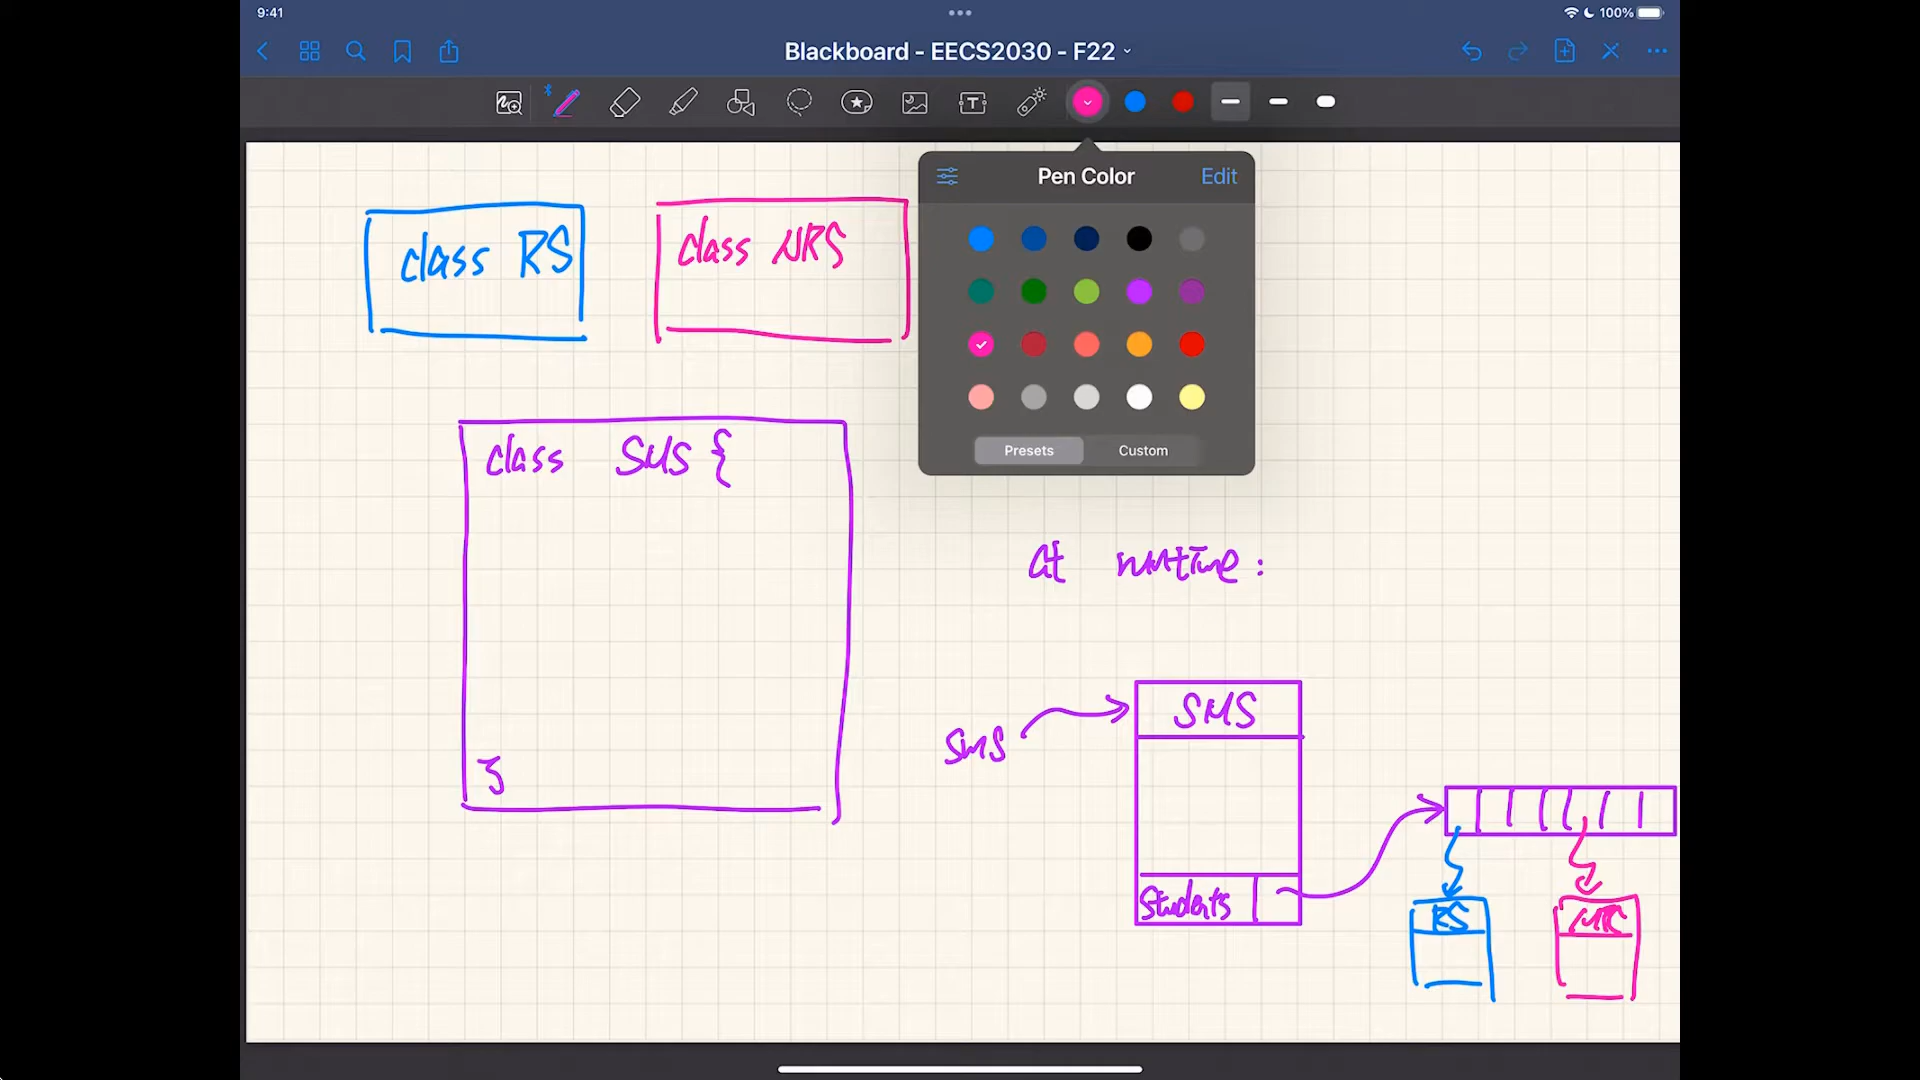 9:41
100%
Blackboard - EECS2030 - F22
Pen Color
Edit
Presets
Custom
class RS
class NRS
class SMS {
}
at runtime:
SMS
sms
students
RS
NRS